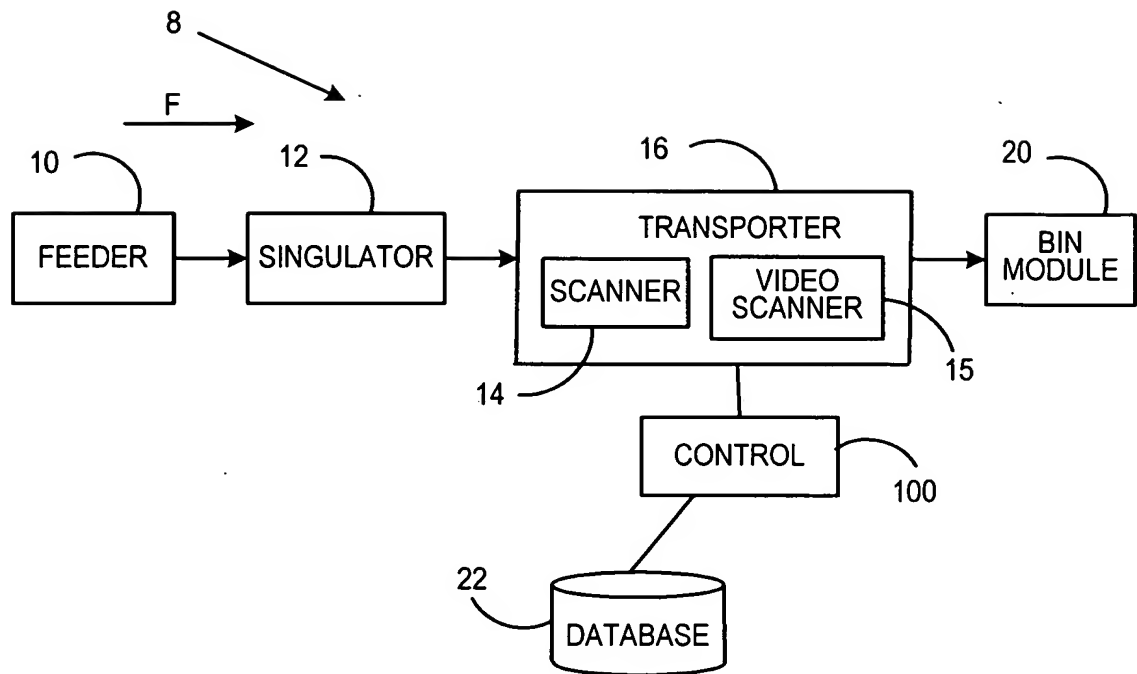 8
F
10
12
16
20
FEEDER
SINGULATOR
TRANSPORTER
SCANNER
VIDEO
SCANNER
BIN
MODULE
14
15
CONTROL
100
22
DATABASE